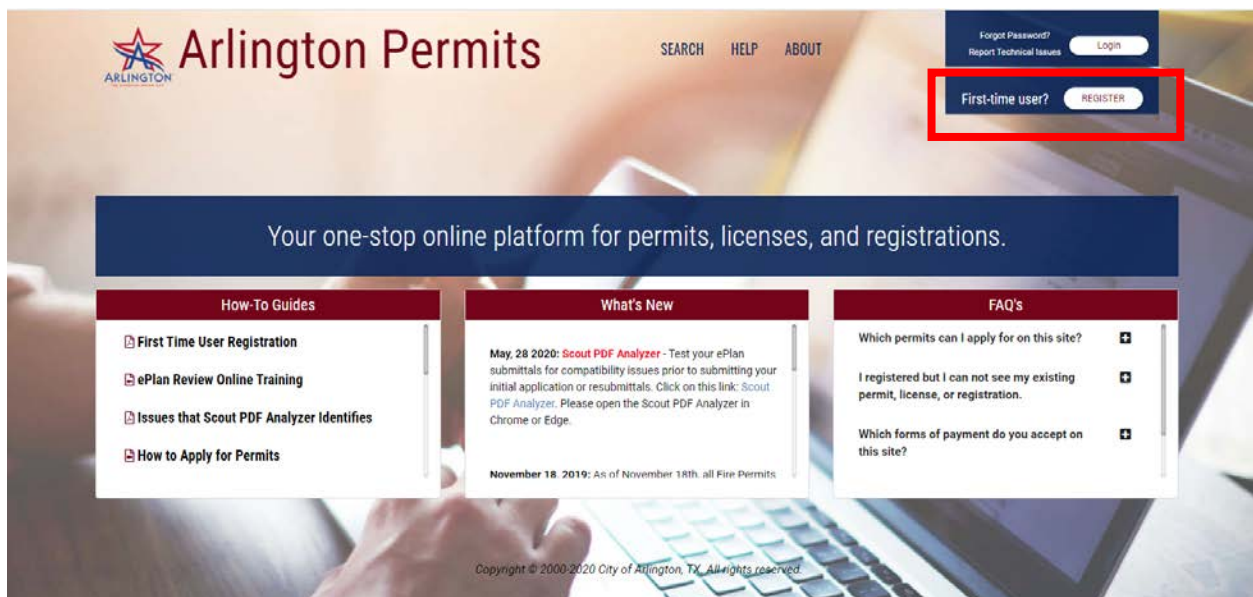 Arlington Permits
ARLINGTON
SEARCH HELP ABOUT
Forgot Password?
Report Technical Issues
Login
First-time user? REGISTER
Your one-stop online platform for permits, licenses, and registrations.
How-To Guides
First Time User Registration
ePlan Review Online Training
Issues that Scout PDF Analyzer Identifies
How to Apply for Permits
What's New
May, 28 2020: Scout PDF Analyzer - Test your ePlan
submittals for compatibility issues prior to submitting your
initial application or resubmittals. Click on this link: Scout
PDF Analyzer. Please open the Scout PDF Analyzer in
Chrome or Edge.
November 18, 2019: As of November 18th, all Fire Permits
FAQ's
Which permits can I apply for on this site?
I registered but I can not see my existing
permit, license, or registration.
Which forms of payment do you accept on
this site?
Copyright © 2000-2020 City of Arlington, TX. All rights reserved.